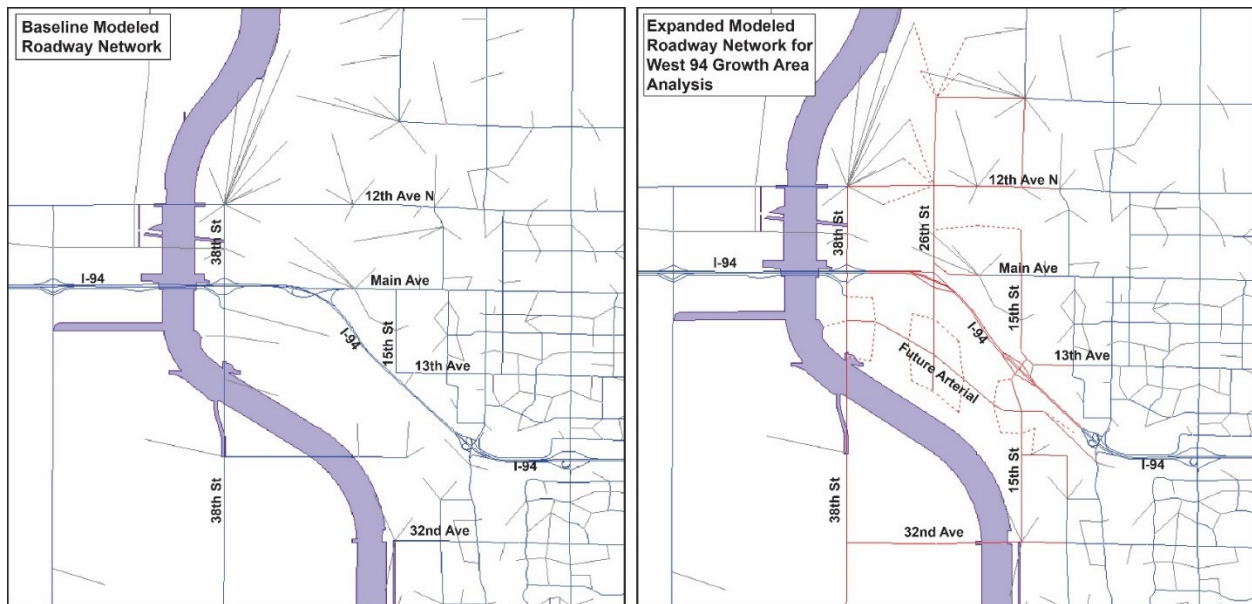 Baseline Modeled
Roadway Network
12th Ave N
38th St
I-94
Main Ave
I-94
15th St
13th Ave
I-94
38th St
32nd Ave
Expanded Modeled
Roadway Network for
West 94 Growth Area
Analysis
12th Ave N
38th St
26th St
I-94
Main Ave
15th St
I-94
13th Ave
Future Arterial
I-94
15th St
38th St
32nd Ave